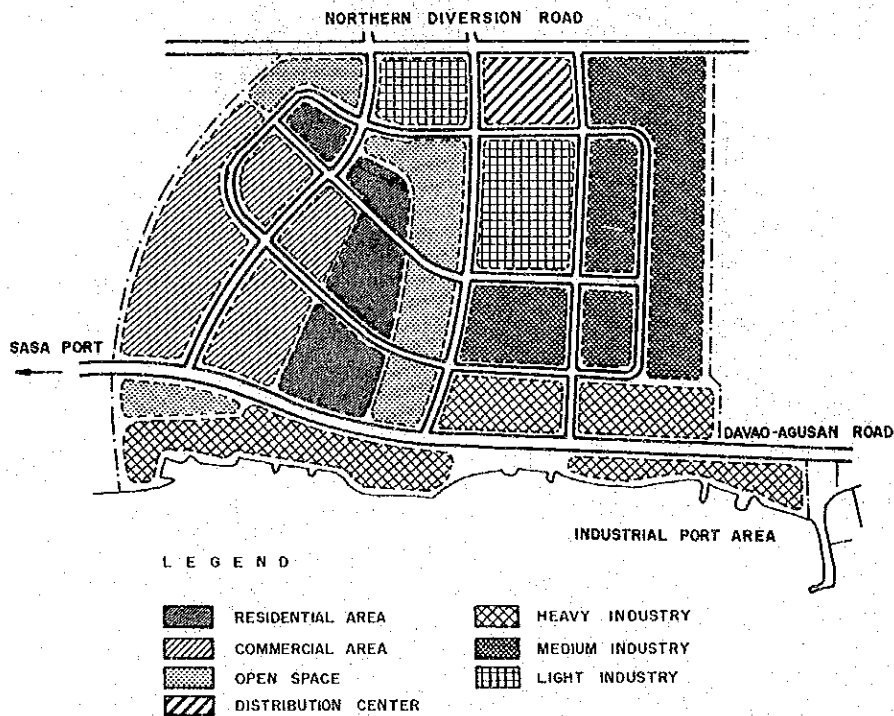 NORTHERN DIVERSION ROAD
SASA PORT
DAVAO-AGUSAN ROAD
INDUSTRIAL PORT AREA
LEGEND
RESIDENTIAL AREA
COMMERCIAL AREA
OPEN SPACE
DISTRIBUTION CENTER
HEAVY INDUSTRY
MEDIUM INDUSTRY
LIGHT INDUSTRY